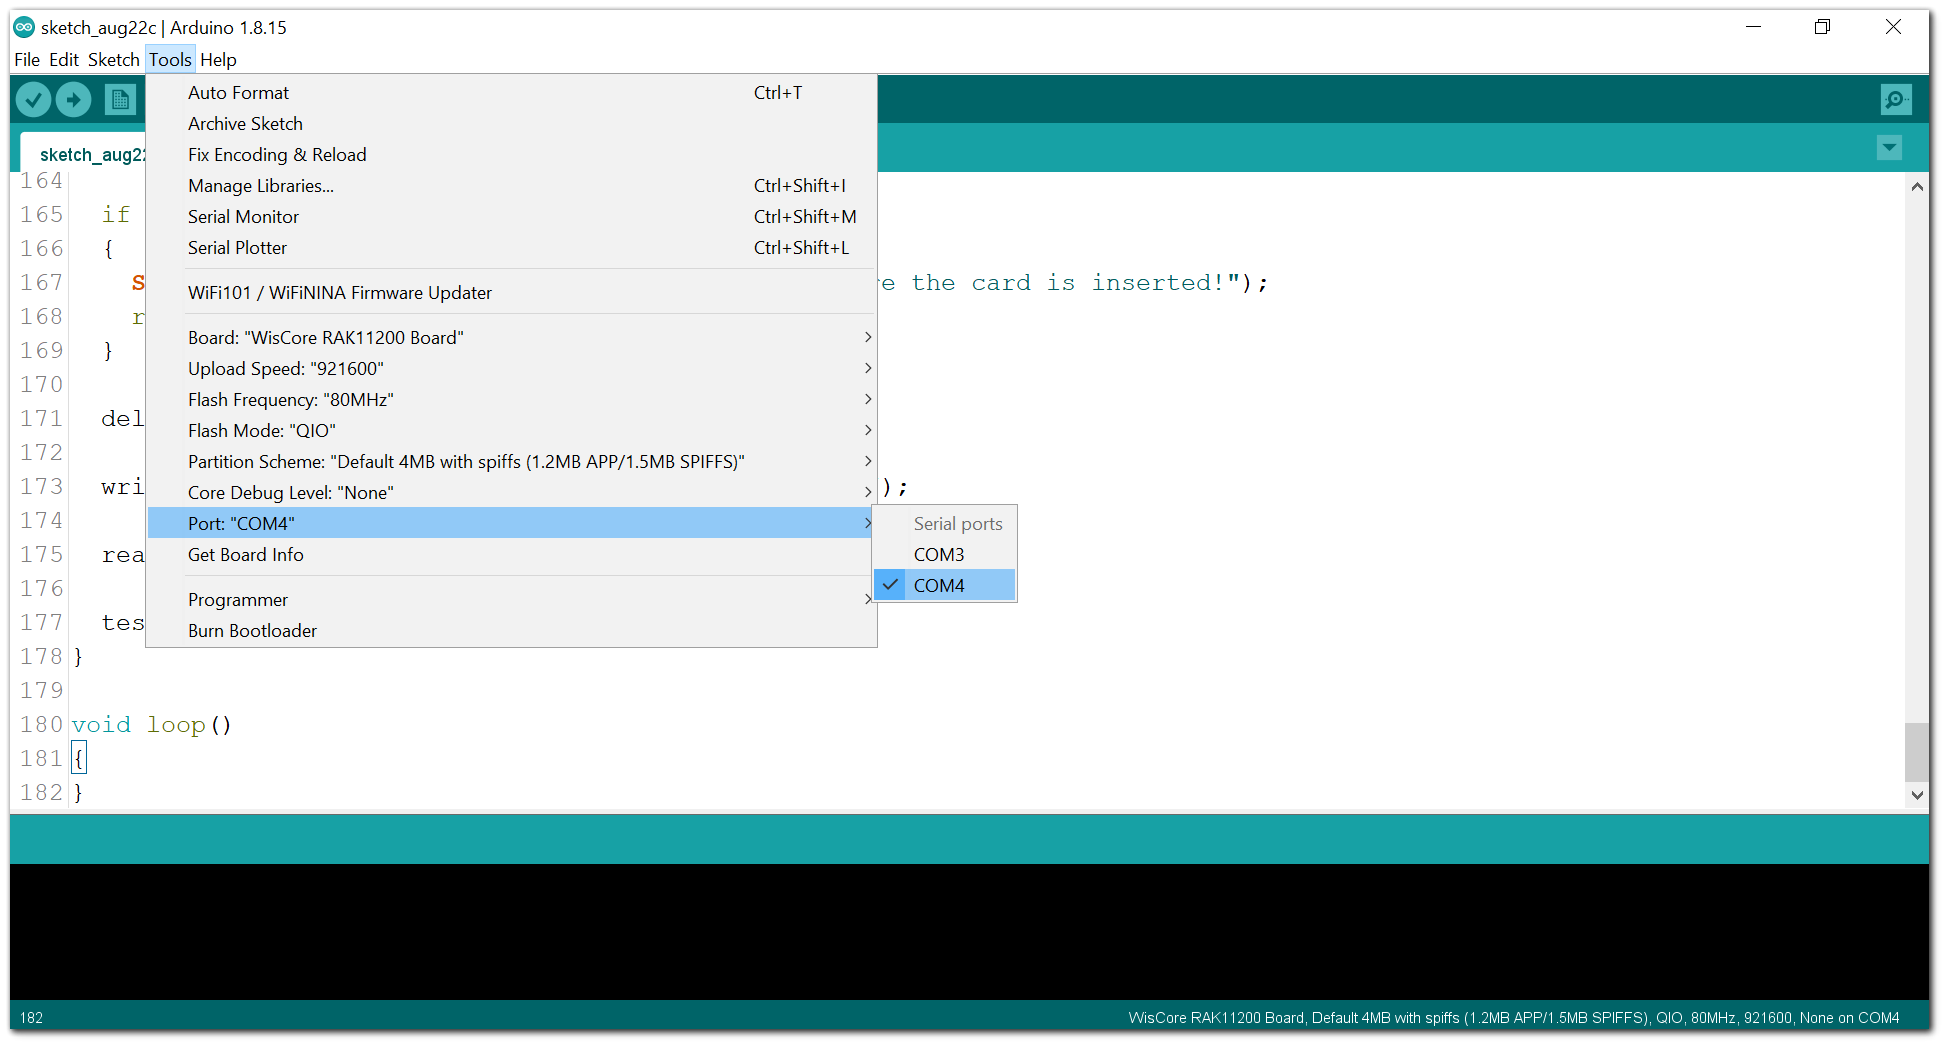 sketch_aug22c | Arduino 1.8.15
File Edit Sketch Tools Help
Auto Format Ctrl+T
Archive Sketch
Fix Encoding & Reload
Manage Libraries... Ctrl+Shift+I
Serial Monitor Ctrl+Shift+M
Serial Plotter Ctrl+Shift+L
WiFi101 / WiFiNINA Firmware Updater
Board: "WisCore RAK11200 Board"
Upload Speed: "921600"
Flash Frequency: "80MHz"
Flash Mode: "QIO"
Partition Scheme: "Default 4MB with spiffs (1.2MB APP/1.5MB SPIFFS)"
Core Debug Level: "None"
Port: "COM4"
Get Board Info
Programmer
Burn Bootloader
Serial ports
COM3
COM4
sketch_aug22
164
165 if
166 {
167 S e the card is inserted!");
168 r
169 }
170
171 del
172
173 wri );
174
175 rea
176
177 tes
178 }
179
180 void loop()
181 {
182 }
182 WisCore RAK11200 Board, Default 4MB with spiffs (1.2MB APP/1.5MB SPIFFS), QIO, 80MHz, 921600, None on COM4